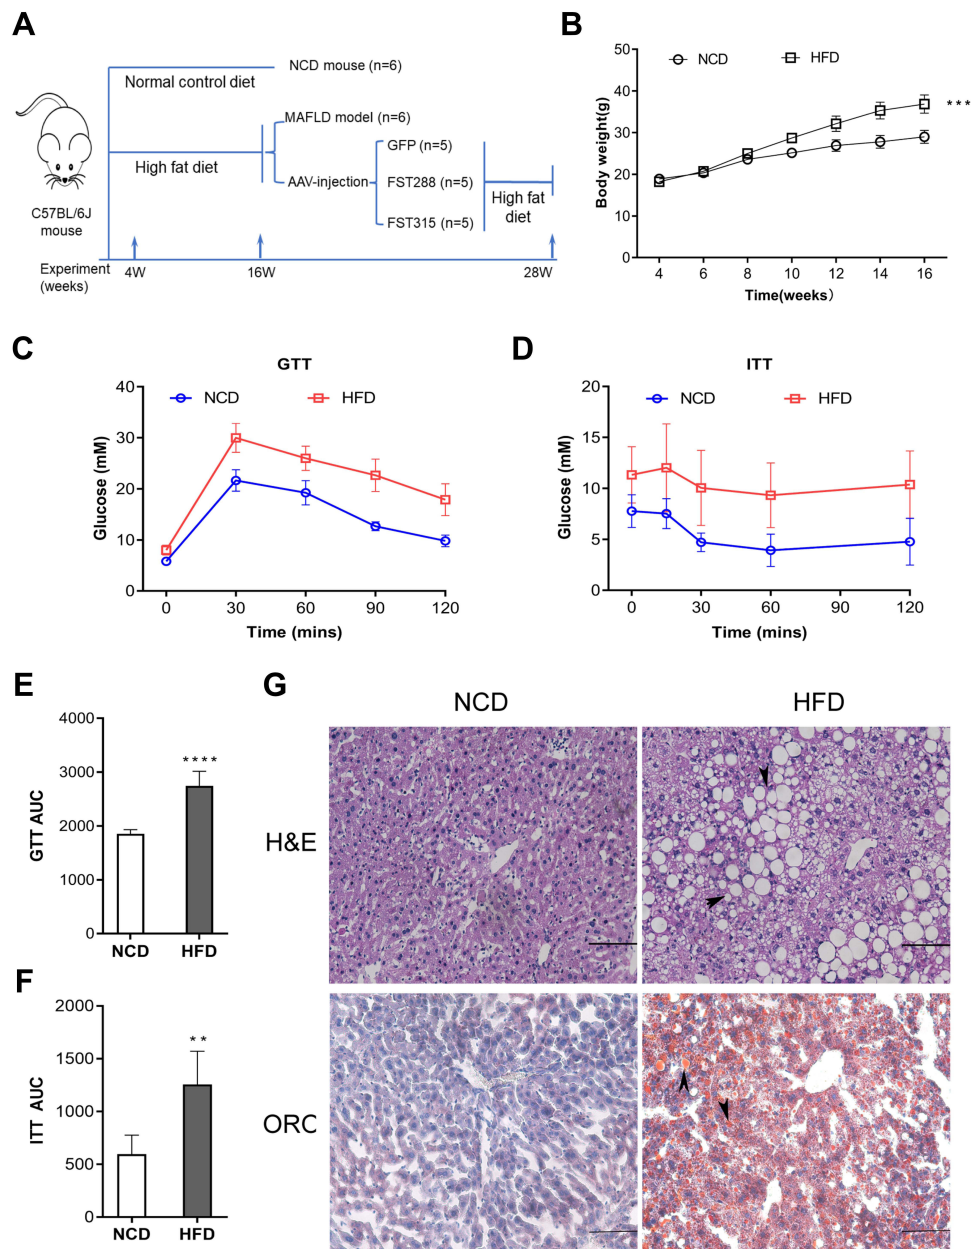 A
Normal control diet
NCD mouse (n=6)
MAFLD model (n=6)
High fat diet
GFP (n=5)
AAV-injection
FST288 (n=5)
FST315 (n=5)
High fat
diet
C57BL/6J
mouse
Experiment
(weeks)
4W
16W
28W
B
NCD
HFD
Body weight(g)
50
40
30
20
10
0
4
6
8
10
12
14
16
Time(weeks)
***
C
GTT
NCD
HFD
Glucose (mM)
40
30
20
10
0
0
30
60
90
120
Time (mins)
D
ITT
NCD
HFD
Glucose (mM)
20
15
10
5
0
0
30
60
90
120
Time (mins)
E
GTT AUC
4000
3000
2000
1000
0
****
NCD
HFD
F
ITT AUC
2000
1500
1000
500
0
**
NCD
HFD
G
NCD
HFD
H&E
ORO